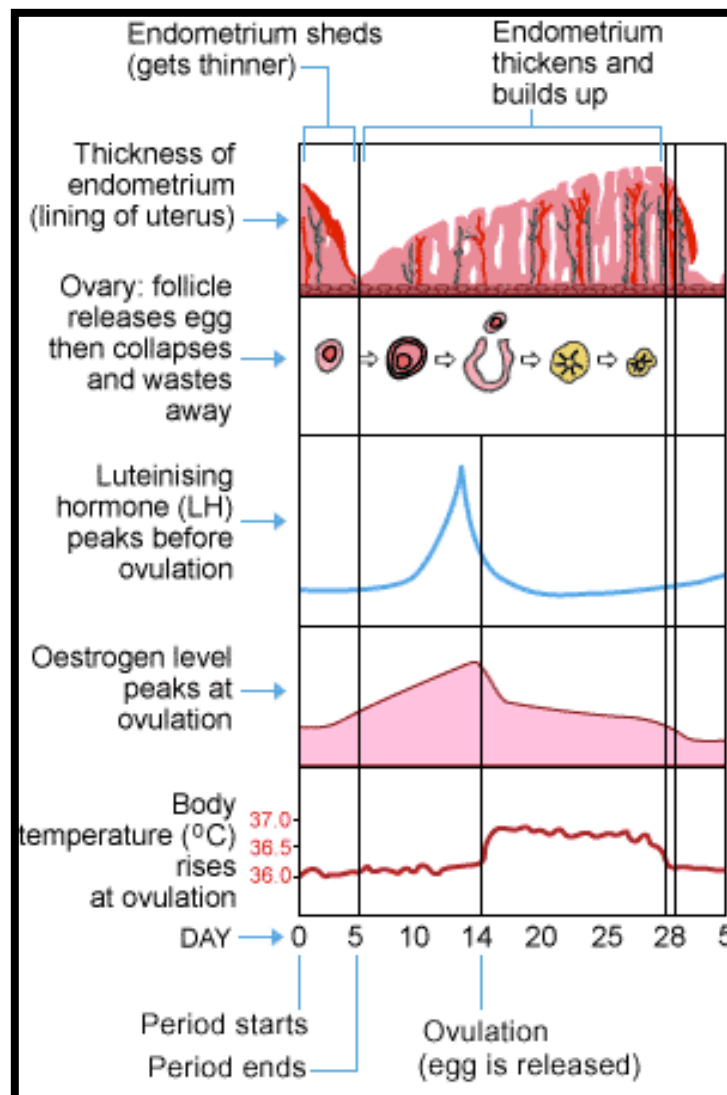 Endometrium sheds
(gets thinner)
Endometrium
thickens and
builds up
Thickness of
endometrium
(lining of uterus)
Ovary: follicle
releases egg
then collapses
and wastes
away
Luteinising
hormone (LH)
peaks before
ovulation
Oestrogen level
peaks at
ovulation
Body
temperature (ºC)
rises
at ovulation
37.0
36.5
36.0
DAY 0 5 10 14 20 25 28 5
Period starts
Period ends
Ovulation
(egg is released)